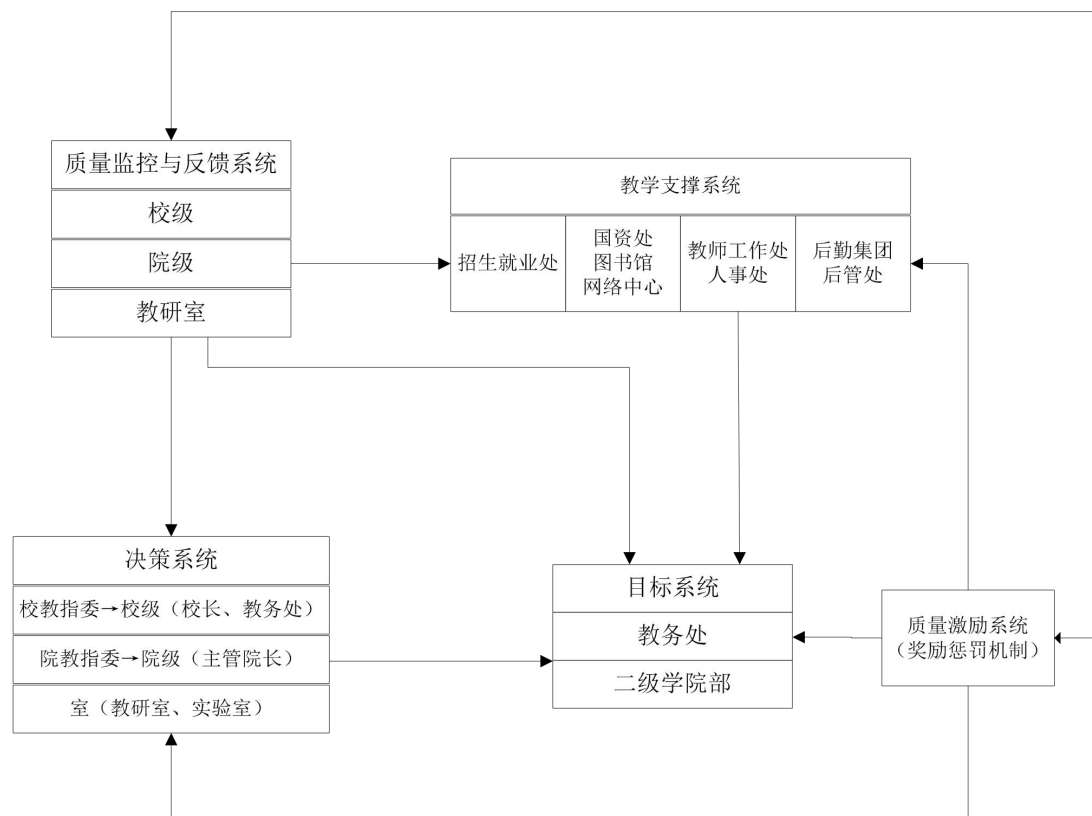 质量监控与反馈系统
校级
院级
教研室
教学支撑系统
招生就业处
国资处
图书馆
网络中心
教师工作处
人事处
后勤集团
后管处
决策系统
校教指委→校级（校长、教务处）
院教指委→院级（主管院长）
室（教研室、实验室）
目标系统
教务处
二级学院部
质量激励系统
（奖励惩罚机制）